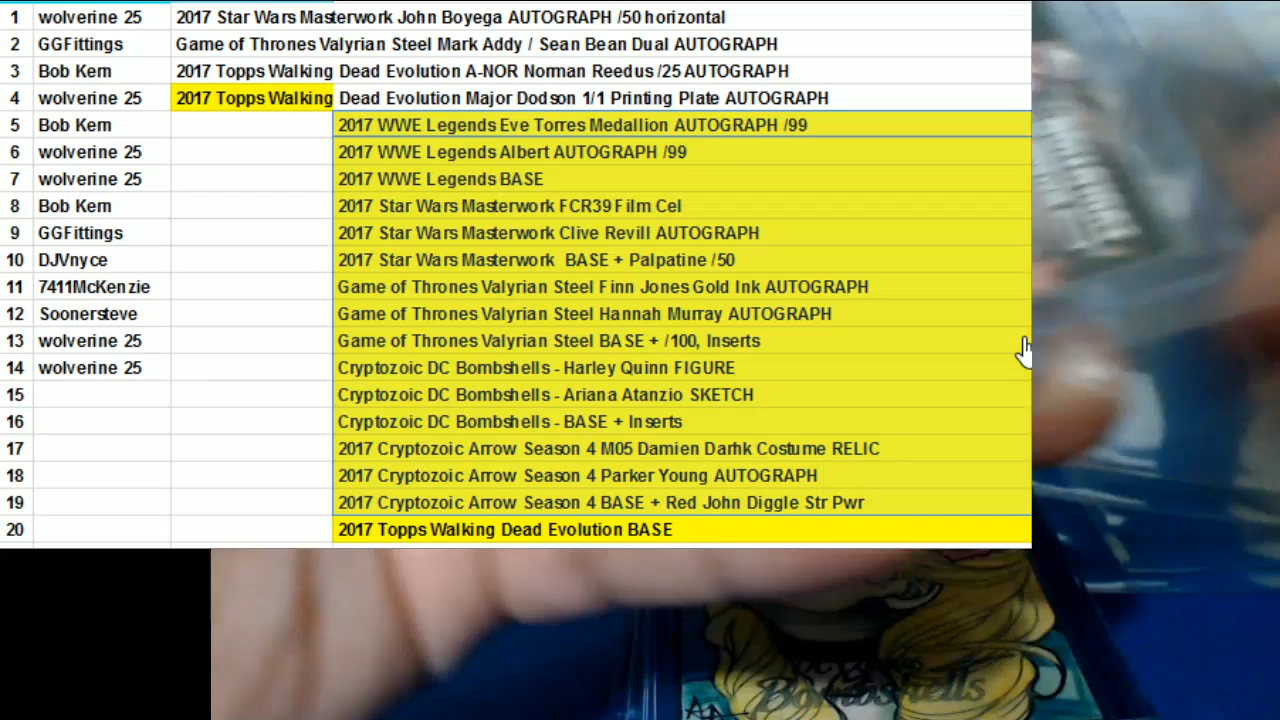 1 wolverine 25 2017 Star Wars Masterwork John Boyega AUTOGRAPH /50 horizontal
2 GGFittings Game of Thrones Valyrian Steel Mark Addy / Sean Bean Dual AUTOGRAPH
3 Bob Kern 2017 Topps Walking Dead Evolution A-NOR Norman Reedus /25 AUTOGRAPH
4 wolverine 25 2017 Topps Walking Dead Evolution Major Dodson 1/1 Printing Plate AUTOGRAPH
5 Bob Kern 2017 WWE Legends Eve Torres Medallion AUTOGRAPH /99
6 wolverine 25 2017 WWE Legends Albert AUTOGRAPH /99
7 wolverine 25 2017 WWE Legends BASE
8 Bob Kern 2017 Star Wars Masterwork FCR39 Film Cel
9 GGFittings 2017 Star Wars Masterwork Clive Revill AUTOGRAPH
10 DJVnyce 2017 Star Wars Masterwork BASE + Palpatine /50
11 7411McKenzie Game of Thrones Valyrian Steel Finn Jones Gold Ink AUTOGRAPH
12 Soonersteve Game of Thrones Valyrian Steel Hannah Murray AUTOGRAPH
13 wolverine 25 Game of Thrones Valyrian Steel BASE + /100, Inserts
14 wolverine 25 Cryptozoic DC Bombshells - Harley Quinn FIGURE
15 Cryptozoic DC Bombshells - Ariana Atanzio SKETCH
16 Cryptozoic DC Bombshells - BASE + Inserts
17 2017 Cryptozoic Arrow Season 4 M05 Damien Darhk Costume RELIC
18 2017 Cryptozoic Arrow Season 4 Parker Young AUTOGRAPH
19 2017 Cryptozoic Arrow Season 4 BASE + Red John Diggle Str Pwr
20 2017 Topps Walking Dead Evolution BASE
Bombshells